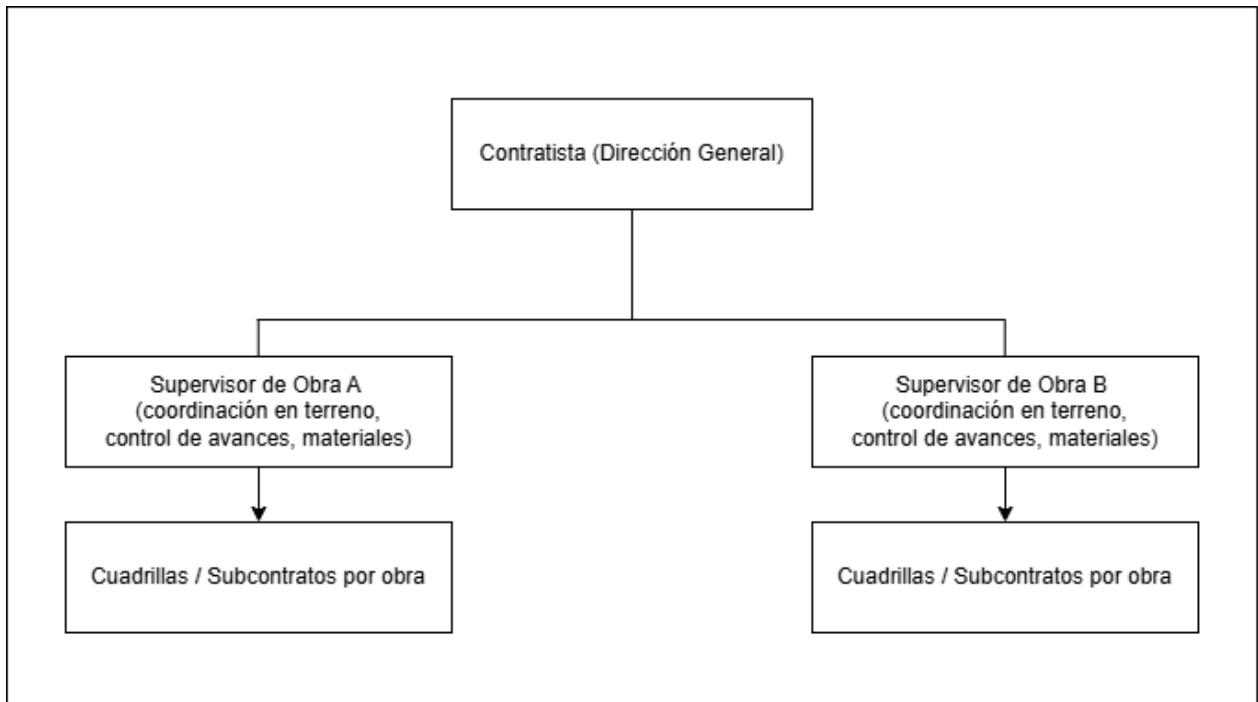 Contratista (Dirección General)
Supervisor de Obra A
(coordinación en terreno,
control de avances, materiales)
Supervisor de Obra B
(coordinación en terreno,
control de avances, materiales)
Cuadrillas / Subcontratos por obra
Cuadrillas / Subcontratos por obra